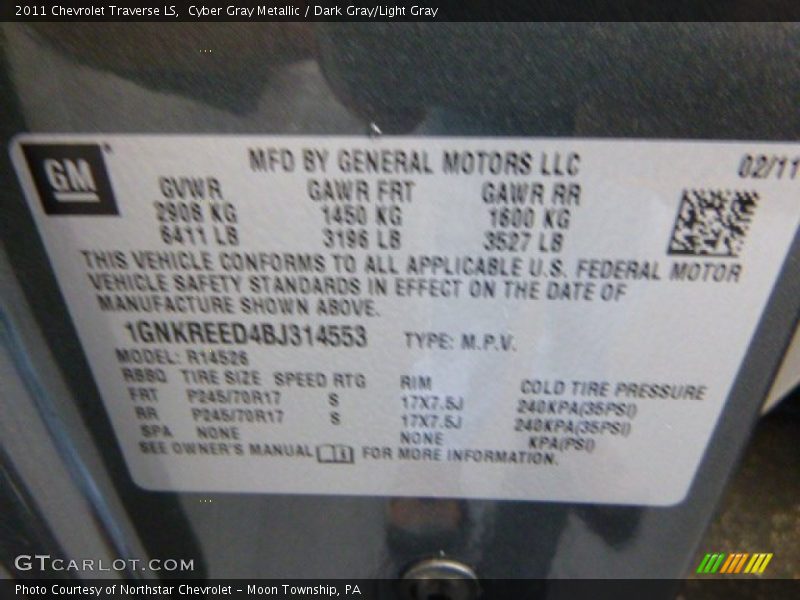 2011 Chevrolet Traverse LS, Cyber Gray Metallic / Dark Gray/Light Gray
GM
MFD BY GENERAL MOTORS LLC 02/11
GVWR GAWR FRT GAWR RR
2908 KG 1450 KG 1600 KG
6411 LB 3196 LB 3527 LB
THIS VEHICLE CONFORMS TO ALL APPLICABLE U.S. FEDERAL MOTOR
VEHICLE SAFETY STANDARDS IN EFFECT ON THE DATE OF
MANUFACTURE SHOWN ABOVE.
1GNKREED4BJ314553 TYPE: M.P.V.
MODEL: R14526
RBBQ TIRE SIZE SPEED RTG RIM COLD TIRE PRESSURE
FRT P245/70R17 S 17X7.5J 240KPA(35PSI)
RR P245/70R17 S 17X7.5J 240KPA(35PSI)
SPA NONE NONE KPA(PSI)
SEE OWNER'S MANUAL FOR MORE INFORMATION.
GTCARLOT.COM
Photo Courtesy of Northstar Chevrolet - Moon Township, PA